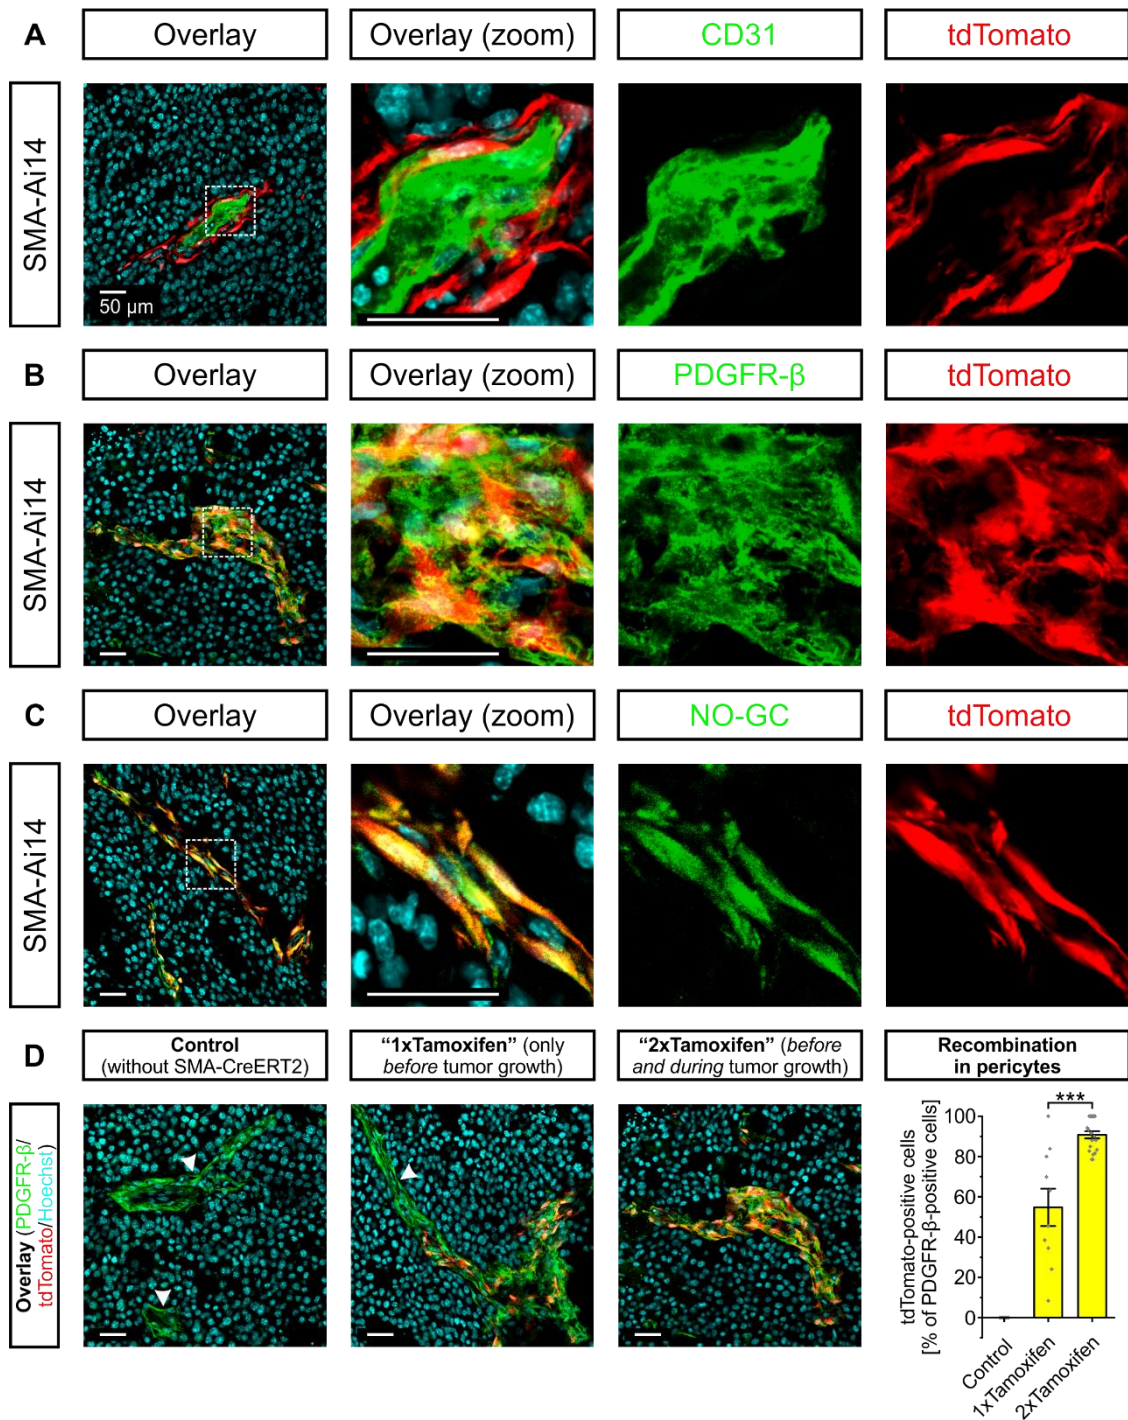 A
Overlay
Overlay (zoom)
CD31
tdTomato
SMA-Ai14
50 µm
B
Overlay
Overlay (zoom)
PDGFR-β
tdTomato
SMA-Ai14
C
Overlay
Overlay (zoom)
NO-GC
tdTomato
SMA-Ai14
D
Control
(without SMA-CreERT2)
“1xTamoxifen” (only
before tumor growth)
“2xTamoxifen” (before
and during tumor growth)
Recombination
in pericytes
Overlay (PDGFR-β/
tdTomato/Hoechst)
tdTomato-positive cells
[% of PDGFR-β-positive cells]
100
80
60
40
20
0
***
Control
1xTamoxifen
2xTamoxifen